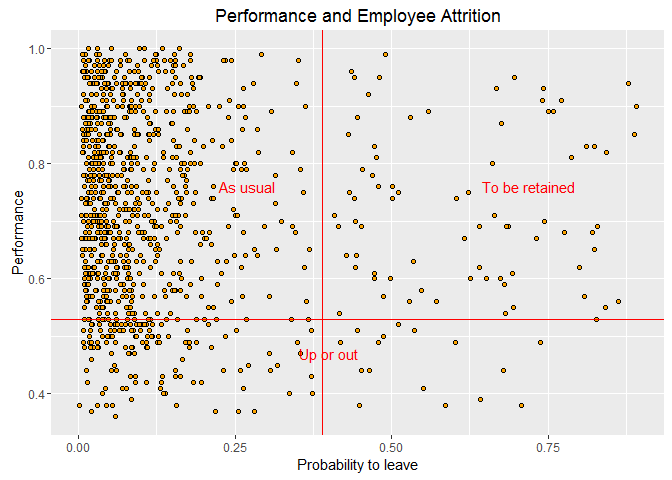 Performance and Employee Attrition
1.0
0.8
As usual
To be retained
Performance
0.6
Up or out
0.4
0.00
0.25
0.50
0.75
Probability to leave